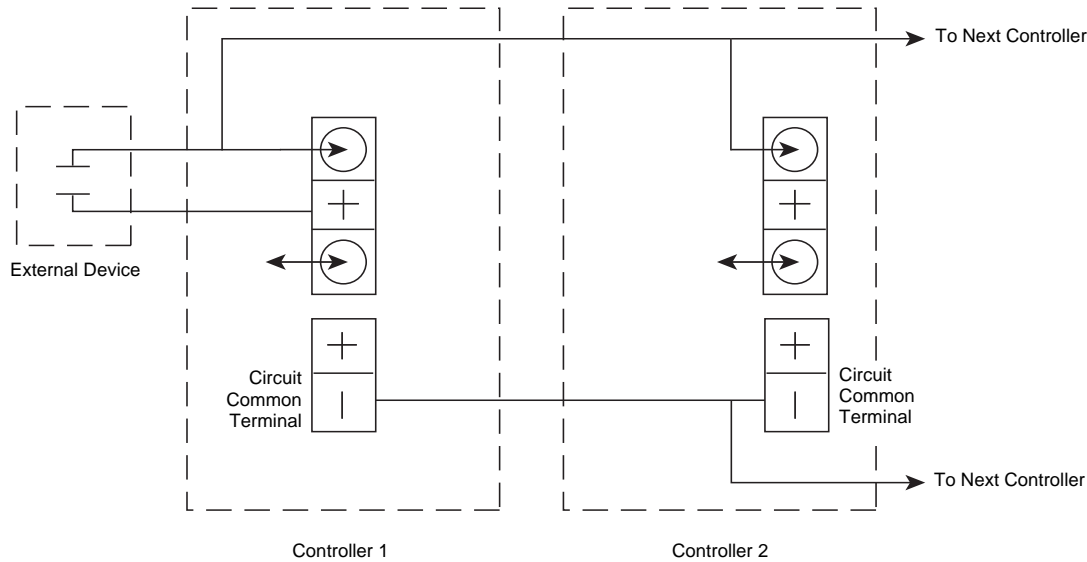 To Next Controller
External Device
Circuit
Common
Terminal
Circuit
Common
Terminal
To Next Controller
Controller 1
Controller 2